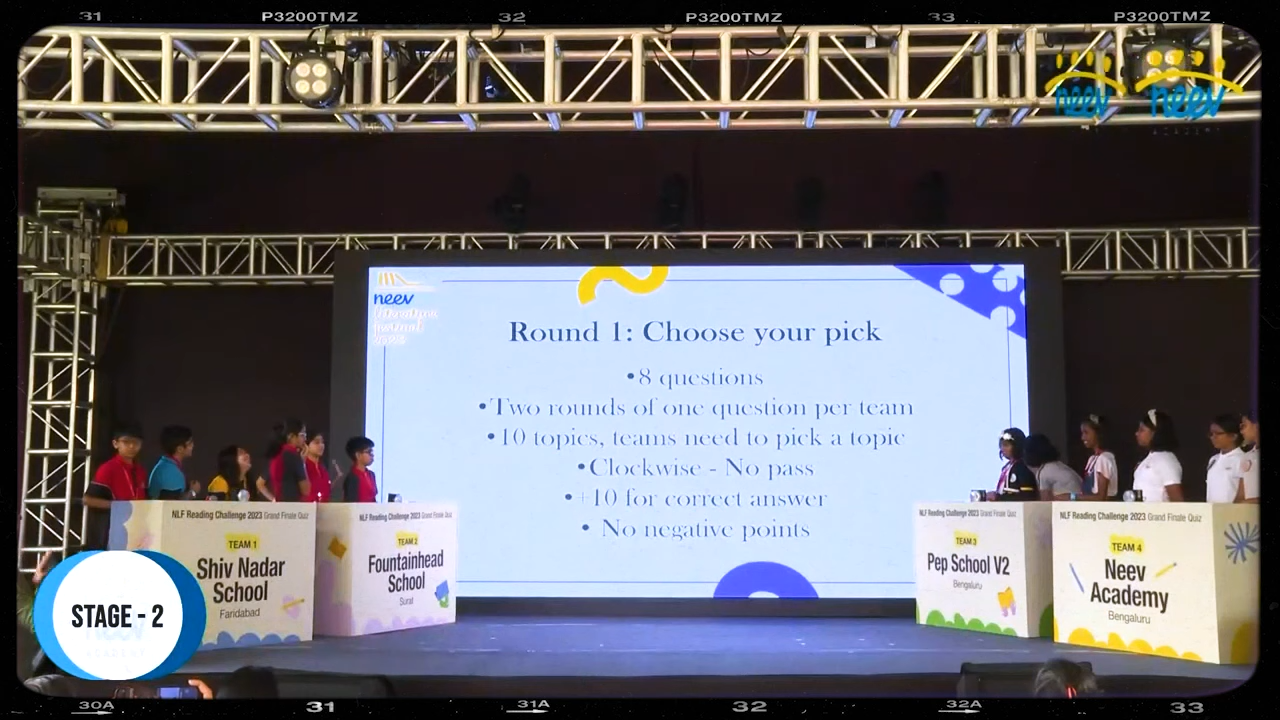 31 P3200TMZ 32 P3200TMZ 33 P3200TMZ
neev neev
ACADEMY
neev
literature
festival
Round 1: Choose your pick
•8 questions
•Two rounds of one question per team
•10 topics, teams need to pick a topic
•Clockwise - No pass
•+10 for correct answer
• No negative points
NLF Reading Challenge 2023 Grand Finale Quiz
TEAM 1
Shiv Nadar
School
Faridabad
NLF Reading Challenge 2023 Grand Finale Quiz
TEAM 2
Fountainhead
School
Surat
NLF Reading Challenge 2023 Grand Finale Quiz
TEAM 3
Pep School V2
Bengaluru
NLF Reading Challenge 2023 Grand Finale Quiz
TEAM 4
Neev
Academy
Bengaluru
STAGE - 2
30A 31 31A 32 32A 33